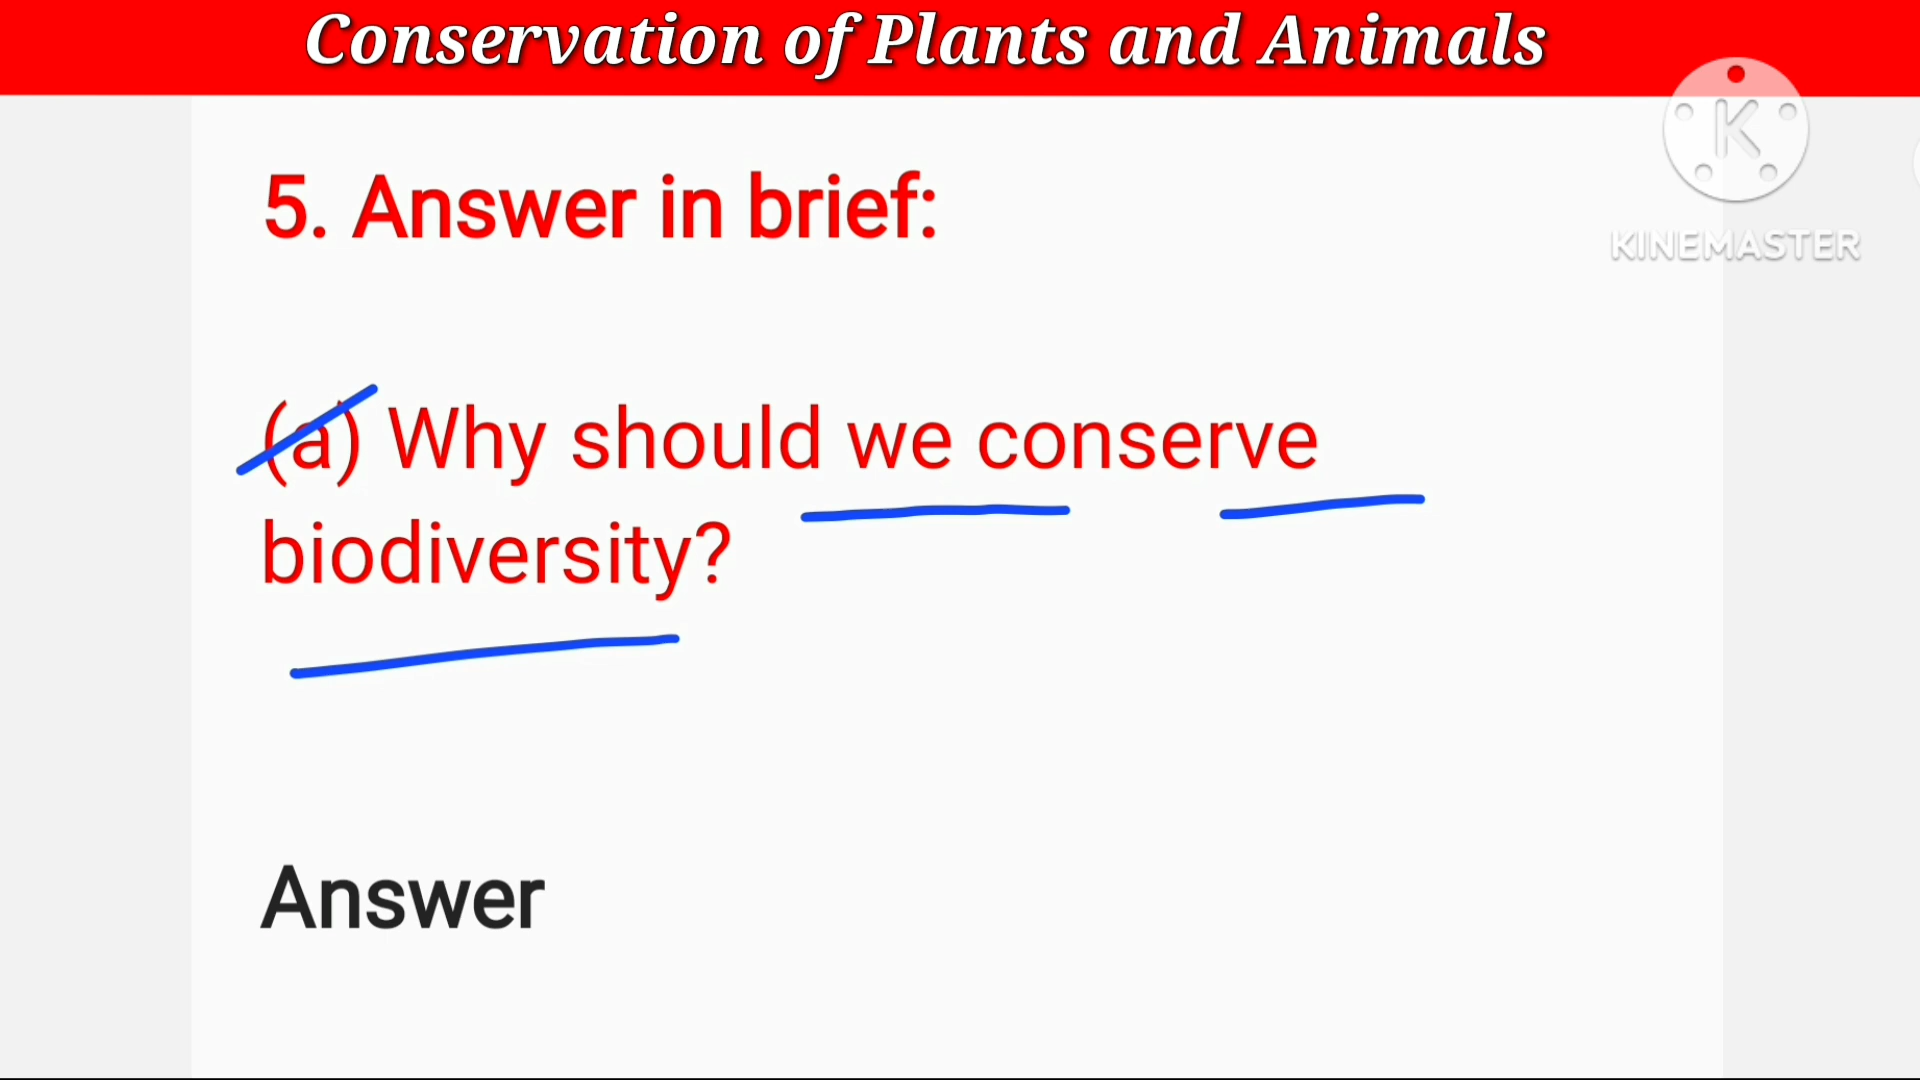 Conservation of Plants and Animals
K
KINEMASTER
5. Answer in brief:
(a) Why should we conserve
biodiversity?
Answer